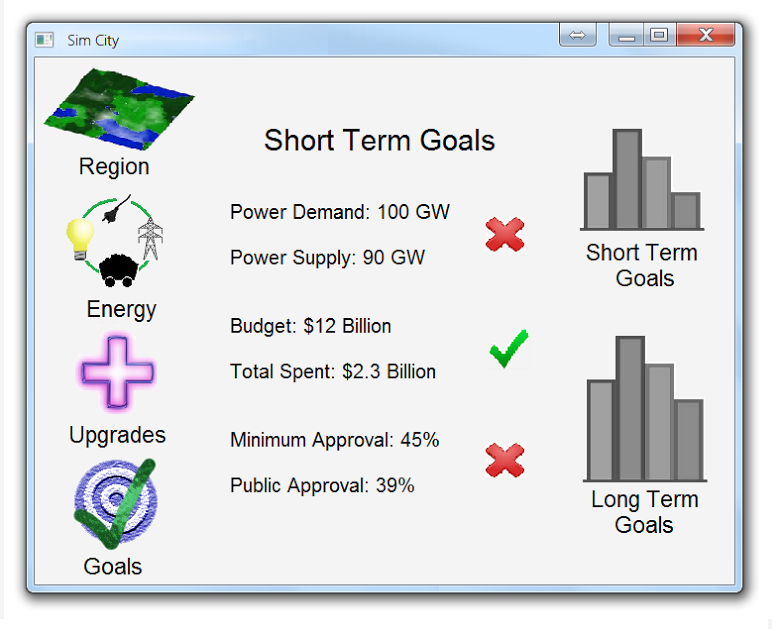 Sim City
Region
Energy
Upgrades
Goals
Short Term Goals
Power Demand: 100 GW
Power Supply: 90 GW
Budget: $12 Billion
Total Spent: $2.3 Billion
Minimum Approval: 45%
Public Approval: 39%
Short Term
Goals
Long Term
Goals